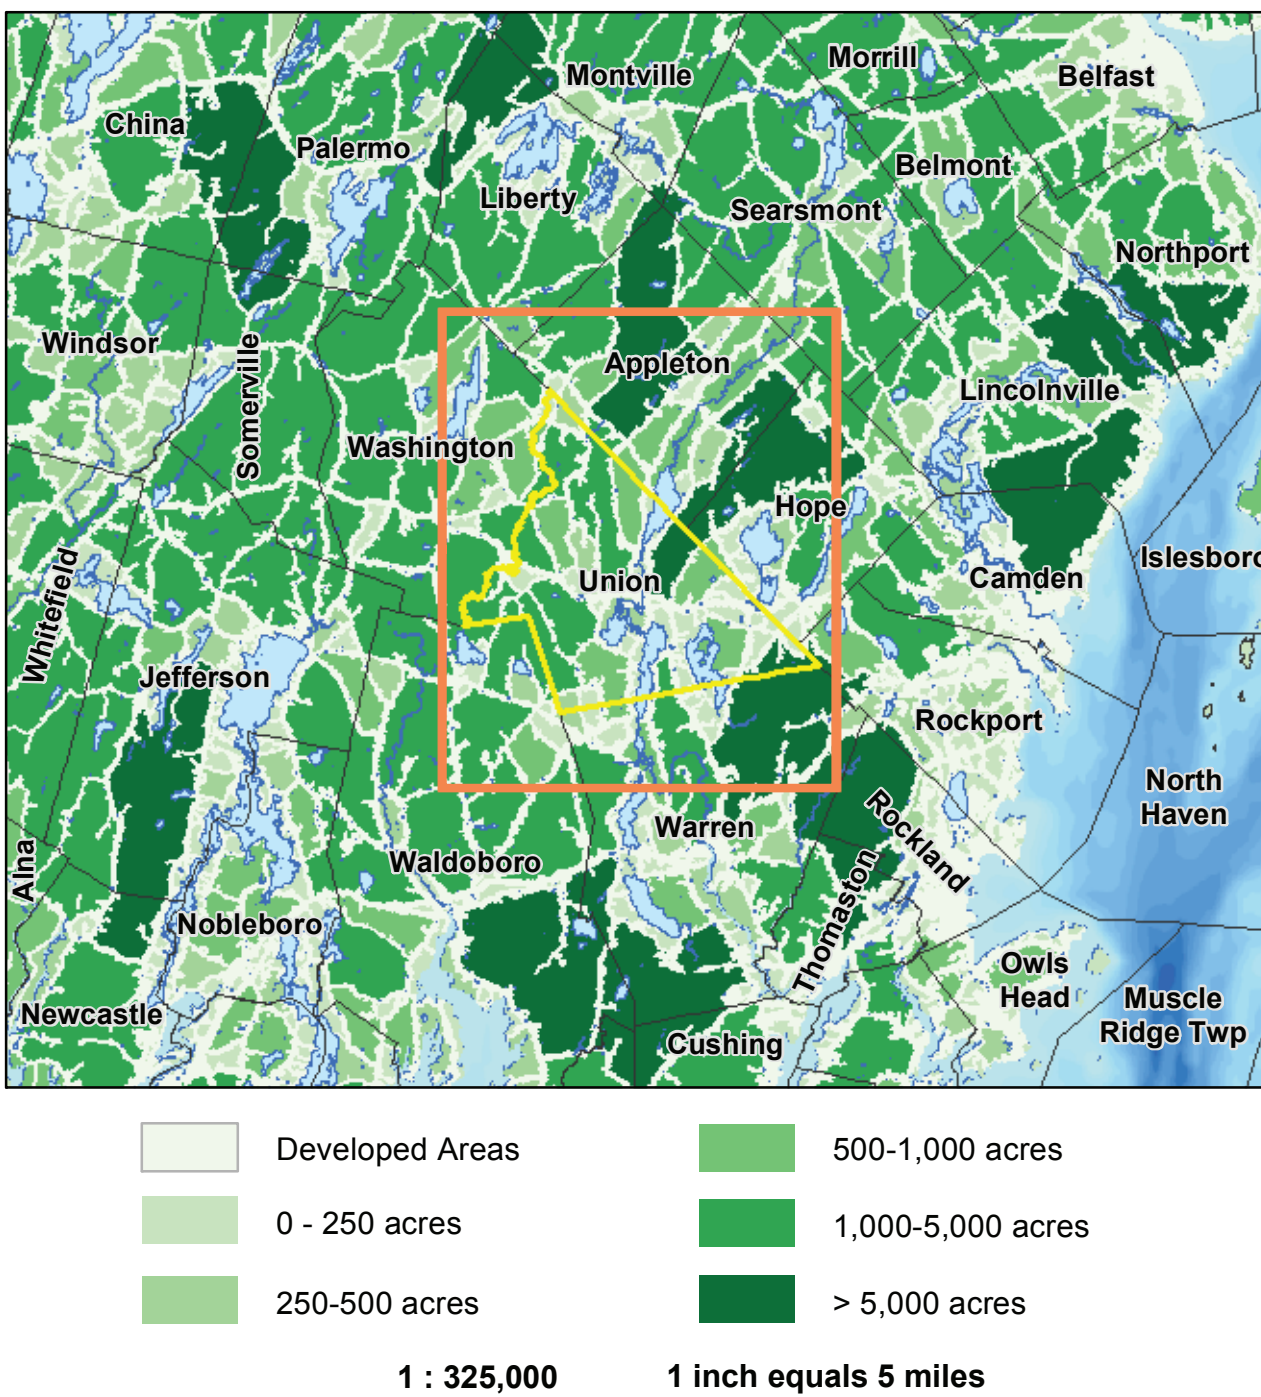 Montville
Morrill
Belfast
China
Palermo
Liberty
Belmont
Searsmont
Northport
Windsor
Somerville
Appleton
Lincolnville
Washington
Hope
Whitefield
Union
Camden
Islesboro
Jefferson
Rockport
North
Haven
Warren
Rockland
Waldoboro
Alna
Thomaston
Nobleboro
Owls
Head
Newcastle
Muscle
Ridge Twp
Cushing
Developed Areas
500-1,000 acres
0 - 250 acres
1,000-5,000 acres
250-500 acres
> 5,000 acres
1 : 325,000
1 inch equals 5 miles